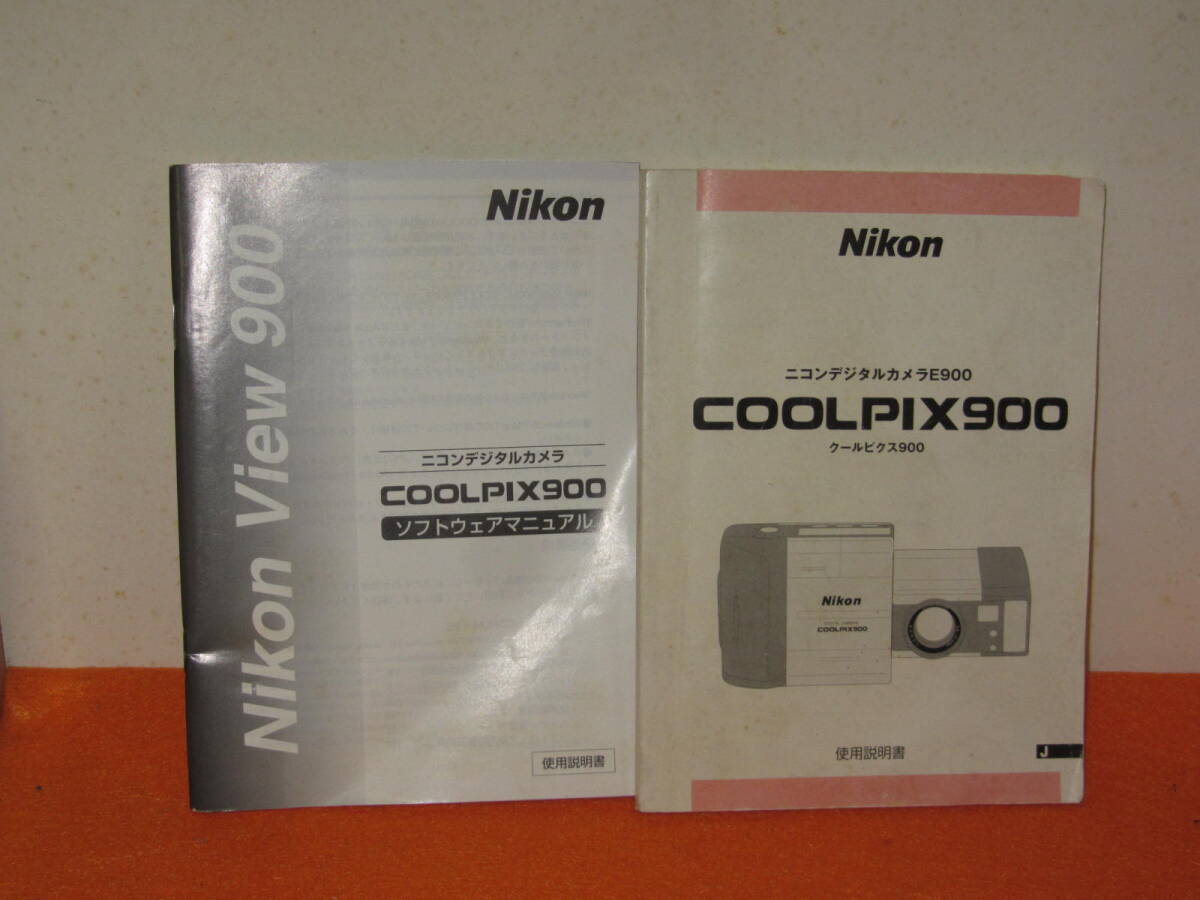 Nikon View 900
Nikon
ニコンデジタルカメラ
COOLPIX900
ソフトウェアマニュアル
使用説明書
Nikon
ニコンデジタルカメラE900
COOLPIX900
クールピクス900
Nikon
DIGITAL CAMERA
COOLPIX900
使用説明書
J